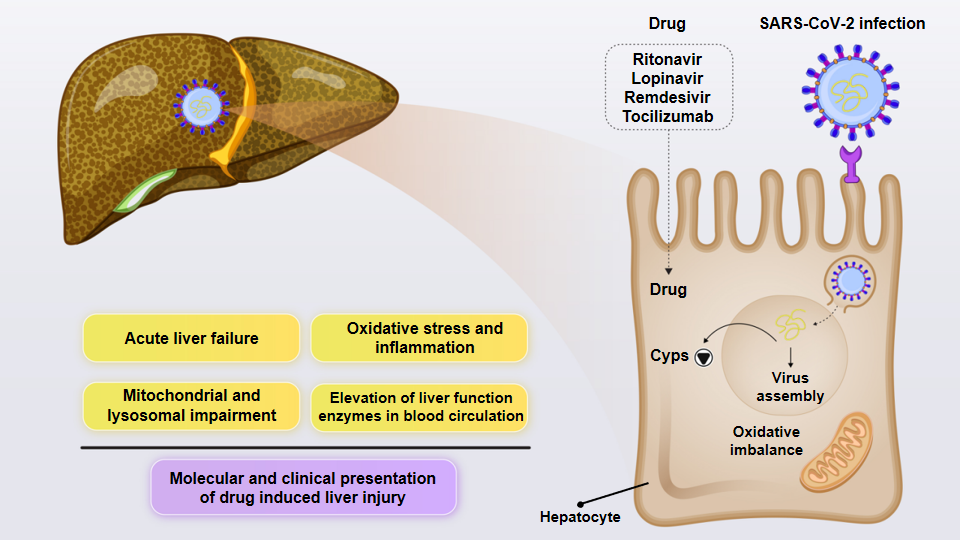 Drug
SARS-CoV-2 infection
Ritonavir
Lopinavir
Remdesivir
Tocilizumab
Drug
Cyps
Virus
assembly
Oxidative
imbalance
Hepatocyte
Acute liver failure
Oxidative stress and
inflammation
Mitochondrial and
lysosomal impairment
Elevation of liver function
enzymes in blood circulation
Molecular and clinical presentation
of drug induced liver injury